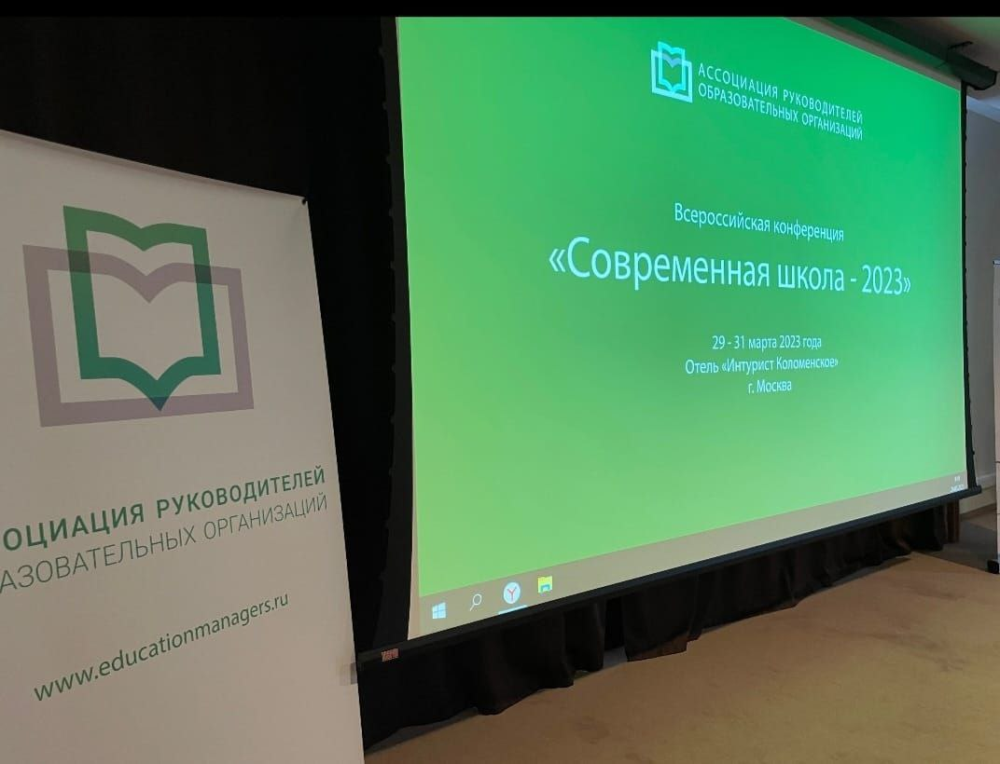 АССОЦИАЦИЯ РУКОВОДИТЕЛЕЙ
ОБРАЗОВАТЕЛЬНЫХ ОРГАНИЗАЦИЙ
Всероссийская конференция
«Современная школа - 2023»
29 - 31 марта 2023 года
Отель «Интурист Коломенское»
г. Москва
ОЦИАЦИЯ РУКОВОДИТЕЛЕЙ
АЗОВАТЕЛЬНЫХ ОРГАНИЗАЦИЙ
www.educationmanagers.ru